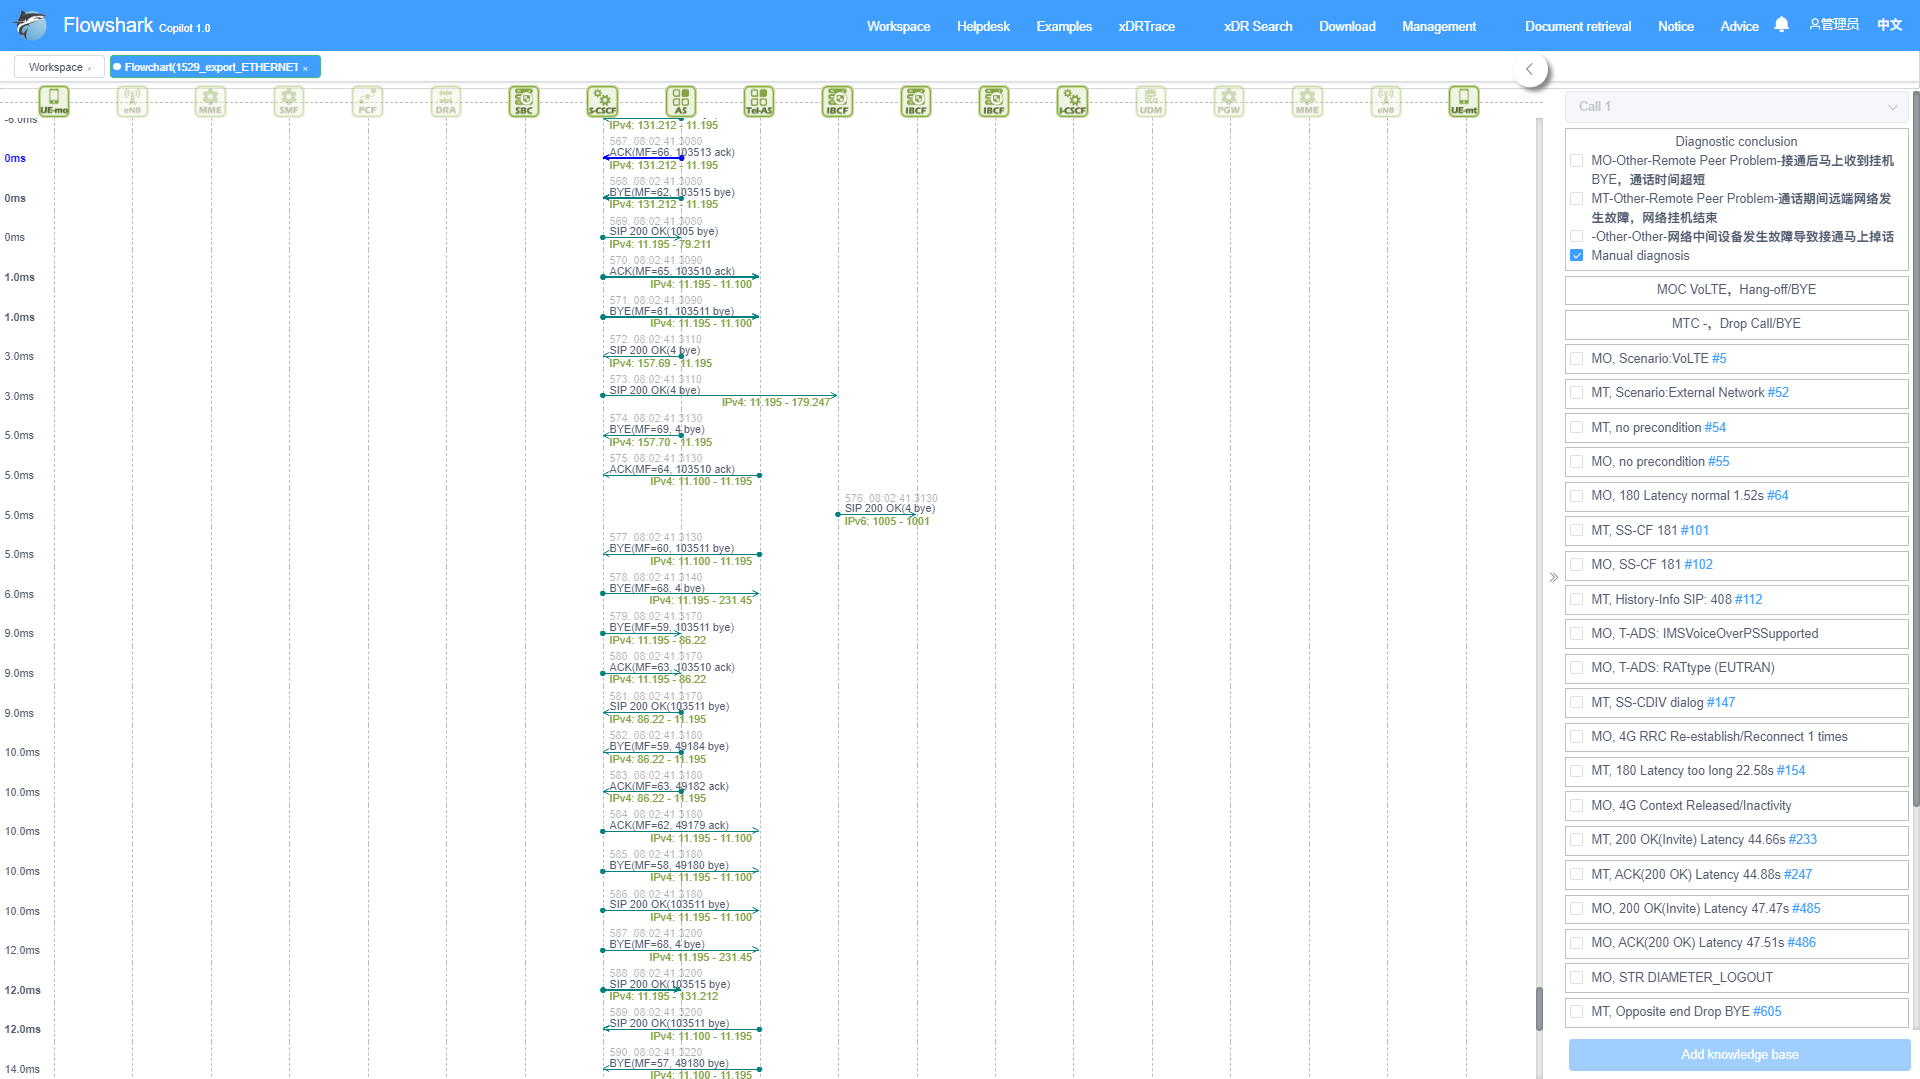 Flowshark Copilot 1.0
Workspace Helpdesk Examples xDRTrace xDR Search Download Management Document retrieval Notice Advice 管理员 中文
Workspace ×
Flowchart(1529_export_ETHERNET ×
UE-mo eNB MME SMF PCF DRA SBC S-CSCF AS Tel-AS IBCF IBCF IBCF I-CSCF UDM PGW MME eNB UE-mt
-6.0ms
IPv4: 131.212 - 11.195
567. 08:02:41.3080
0ms ACK(MF=66, 103513 ack)
IPv4: 131.212 - 11.195
568. 08:02:41.3080
0ms BYE(MF=62, 103515 bye)
IPv4: 131.212 - 11.195
569. 08:02:41.3080
0ms SIP 200 OK(1005 bye)
IPv4: 11.195 - 79.211
570. 08:02:41.3090
1.0ms ACK(MF=65, 103510 ack)
IPv4: 11.195 - 11.100
571. 08:02:41.3090
1.0ms BYE(MF=61, 103511 bye)
IPv4: 11.195 - 11.100
572. 08:02:41.3110
3.0ms SIP 200 OK(4 bye)
IPv4: 157.69 - 11.195
573. 08:02:41.3110
3.0ms SIP 200 OK(4 bye)
IPv4: 11.195 - 179.247
574. 08:02:41.3130
5.0ms BYE(MF=69, 4 bye)
IPv4: 157.70 - 11.195
575. 08:02:41.3130
5.0ms ACK(MF=64, 103510 ack)
IPv4: 11.100 - 11.195
576. 08:02:41.3130
5.0ms SIP 200 OK(4 bye)
IPv6: 1005 - 1001
577. 08:02:41.3130
5.0ms BYE(MF=60, 103511 bye)
IPv4: 11.100 - 11.195
578. 08:02:41.3140
6.0ms BYE(MF=68, 4 bye)
IPv4: 11.195 - 231.45
579. 08:02:41.3170
9.0ms BYE(MF=59, 103511 bye)
IPv4: 11.195 - 86.22
580. 08:02:41.3170
9.0ms ACK(MF=63, 103510 ack)
IPv4: 11.195 - 86.22
581. 08:02:41.3170
9.0ms SIP 200 OK(103511 bye)
IPv4: 86.22 - 11.195
582. 08:02:41.3180
10.0ms BYE(MF=59, 49184 bye)
IPv4: 86.22 - 11.195
583. 08:02:41.3180
10.0ms ACK(MF=63, 49182 ack)
IPv4: 86.22 - 11.195
584. 08:02:41.3180
10.0ms ACK(MF=62, 49179 ack)
IPv4: 11.195 - 11.100
585. 08:02:41.3180
10.0ms BYE(MF=58, 49180 bye)
IPv4: 11.195 - 11.100
586. 08:02:41.3180
10.0ms SIP 200 OK(103511 bye)
IPv4: 11.195 - 11.100
587. 08:02:41.3200
12.0ms BYE(MF=68, 4 bye)
IPv4: 11.195 - 231.45
588. 08:02:41.3200
12.0ms SIP 200 OK(103515 bye)
IPv4: 11.195 - 131.212
589. 08:02:41.3200
12.0ms SIP 200 OK(103511 bye)
IPv4: 11.100 - 11.195
590. 08:02:41.3220
14.0ms BYE(MF=57, 49180 bye)
IPv4: 11.100 - 11.195
Call 1
Diagnostic conclusion
MO-Other-Remote Peer Problem-接通后马上收到挂机
BYE，通话时间超短
MT-Other-Remote Peer Problem-通话期间远端网络发
生故障，网络挂机结束
-Other-Other-网络中间设备发生故障导致接通马上掉话
Manual diagnosis
MOC VoLTE，Hang-off/BYE
MTC -，Drop Call/BYE
MO, Scenario:VoLTE #5
MT, Scenario:External Network #52
MT, no precondition #54
MO, no precondition #55
MO, 180 Latency normal 1.52s #64
MT, SS-CF 181 #101
MO, SS-CF 181 #102
MT, History-Info SIP: 408 #112
MO, T-ADS: IMSVoiceOverPSSupported
MO, T-ADS: RATtype (EUTRAN)
MT, SS-CDIV dialog #147
MO, 4G RRC Re-establish/Reconnect 1 times
MT, 180 Latency too long 22.58s #154
MO, 4G Context Released/Inactivity
MT, 200 OK(Invite) Latency 44.66s #233
MT, ACK(200 OK) Latency 44.88s #247
MO, 200 OK(Invite) Latency 47.47s #485
MO, ACK(200 OK) Latency 47.51s #486
MO, STR DIAMETER_LOGOUT
MT, Opposite end Drop BYE #605
Add knowledge base